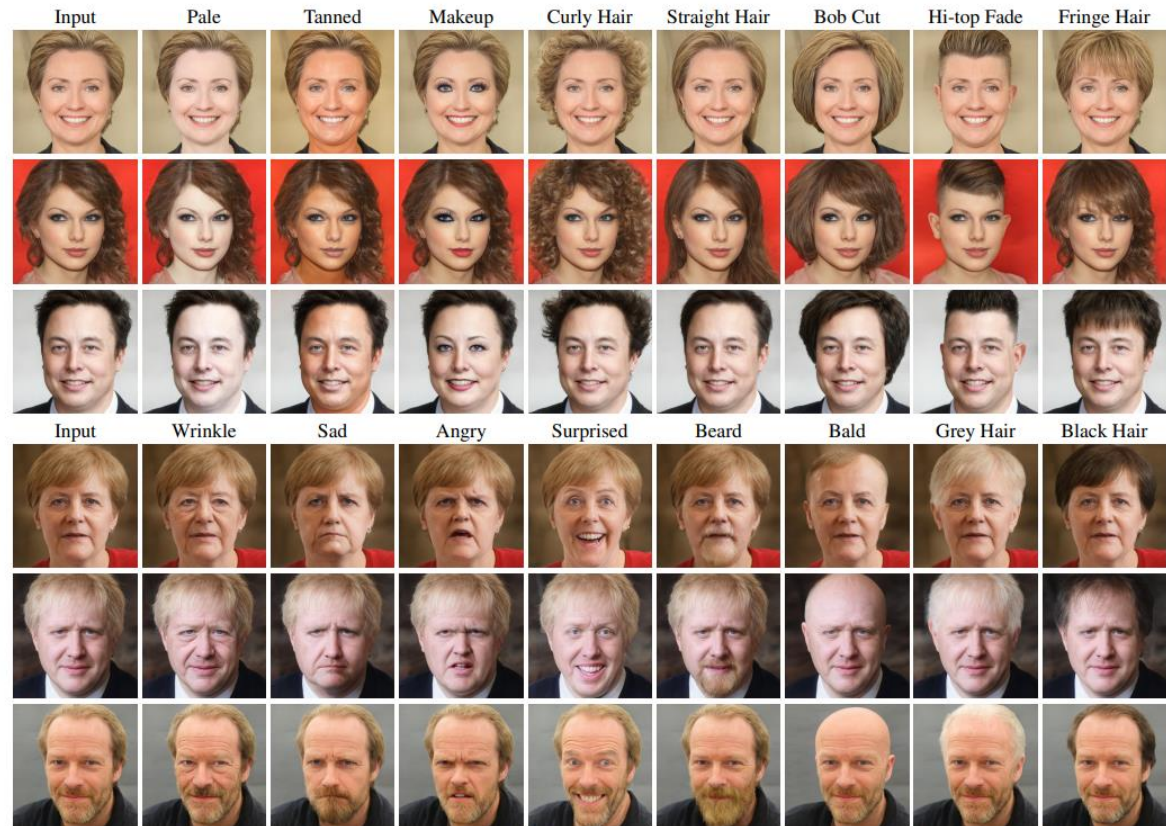 Input Pale Tanned Makeup Curly Hair Straight Hair Bob Cut Hi-top Fade Fringe Hair
Input Wrinkle Sad Angry Surprised Beard Bald Grey Hair Black Hair